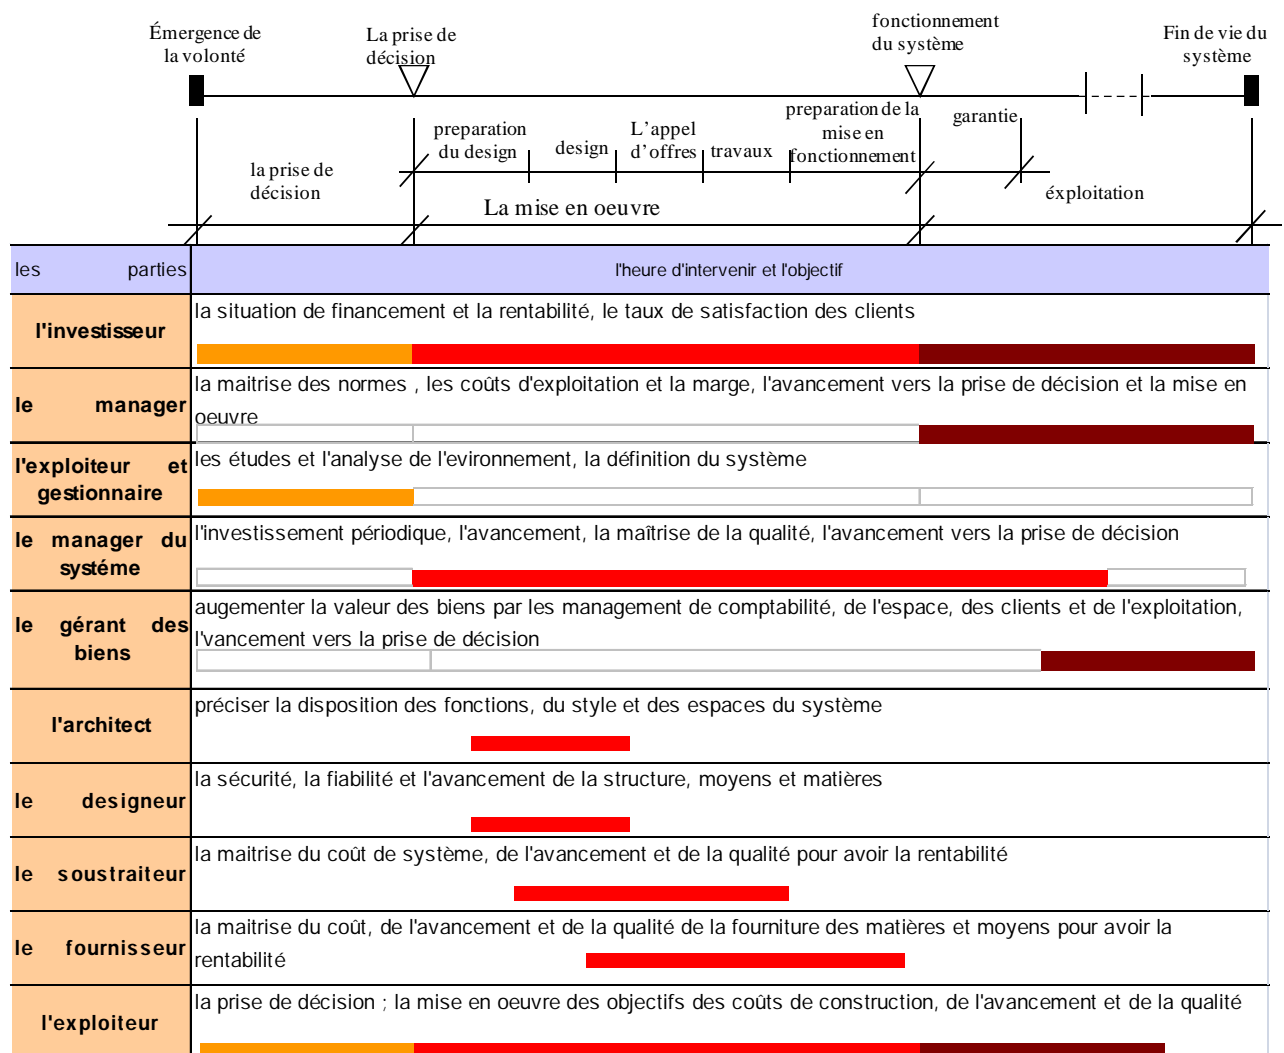 Émergence de
la volonté
La prise de
décision
fonctionnement
du système
Fin de vie du
système
preparation
du design
design
L'appel
d'offres
travaux
preparation de la
mise en
fonctionnement
garantie
la prise de
décision
éxploitation
La mise en oeuvre
les parties
l'heure d'intervenir et l'objectif
l'investisseur
la situation de financement et la rentabilité, le taux de satisfaction des clients
le manager
la maitrise des normes , les coûts d'exploitation et la marge, l'avancement vers la prise de décision et la mise en
oeuvre
l'exploiteur et
gestionnaire
les études et l'analyse de l'evironnement, la définition du système
le manager du
systéme
l'investissement périodique, l'avancement, la maîtrise de la qualité, l'avancement vers la prise de décision
le gérant des
biens
augementer la valeur des biens par les management de comptabilité, de l'espace, des clients et de l'exploitation,
l'vancement vers la prise de décision
l'architect
préciser la disposition des fonctions, du style et des espaces du système
le designeur
la sécurité, la fiabilité et l'avancement de la structure, moyens et matières
le soustraiteur
la maitrise du coût de système, de l'avancement et de la qualité pour avoir la rentabilité
le fournisseur
la maitrise du coût, de l'avancement et de la qualité de la fourniture des matières et moyens pour avoir la
rentabilité
l'exploiteur
la prise de décision ; la mise en oeuvre des objectifs des coûts de construction, de l'avancement et de la qualité